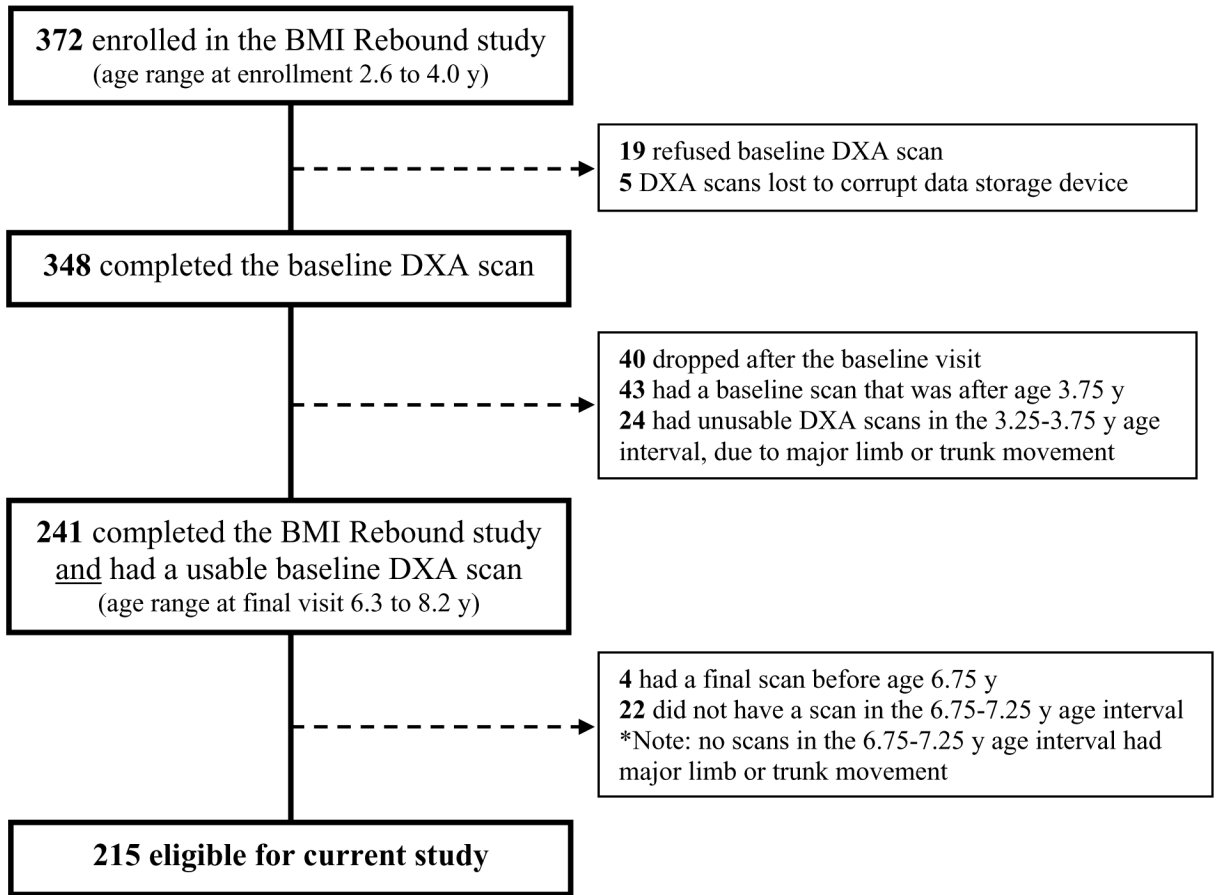 372 enrolled in the BMI Rebound study
(age range at enrollment 2.6 to 4.0 y)
19 refused baseline DXA scan
5 DXA scans lost to corrupt data storage device
348 completed the baseline DXA scan
40 dropped after the baseline visit
43 had a baseline scan that was after age 3.75 y
24 had unusable DXA scans in the 3.25-3.75 y age
interval, due to major limb or trunk movement
241 completed the BMI Rebound study
and had a usable baseline DXA scan
(age range at final visit 6.3 to 8.2 y)
4 had a final scan before age 6.75 y
22 did not have a scan in the 6.75-7.25 y age interval
*Note: no scans in the 6.75-7.25 y age interval had
major limb or trunk movement
215 eligible for current study